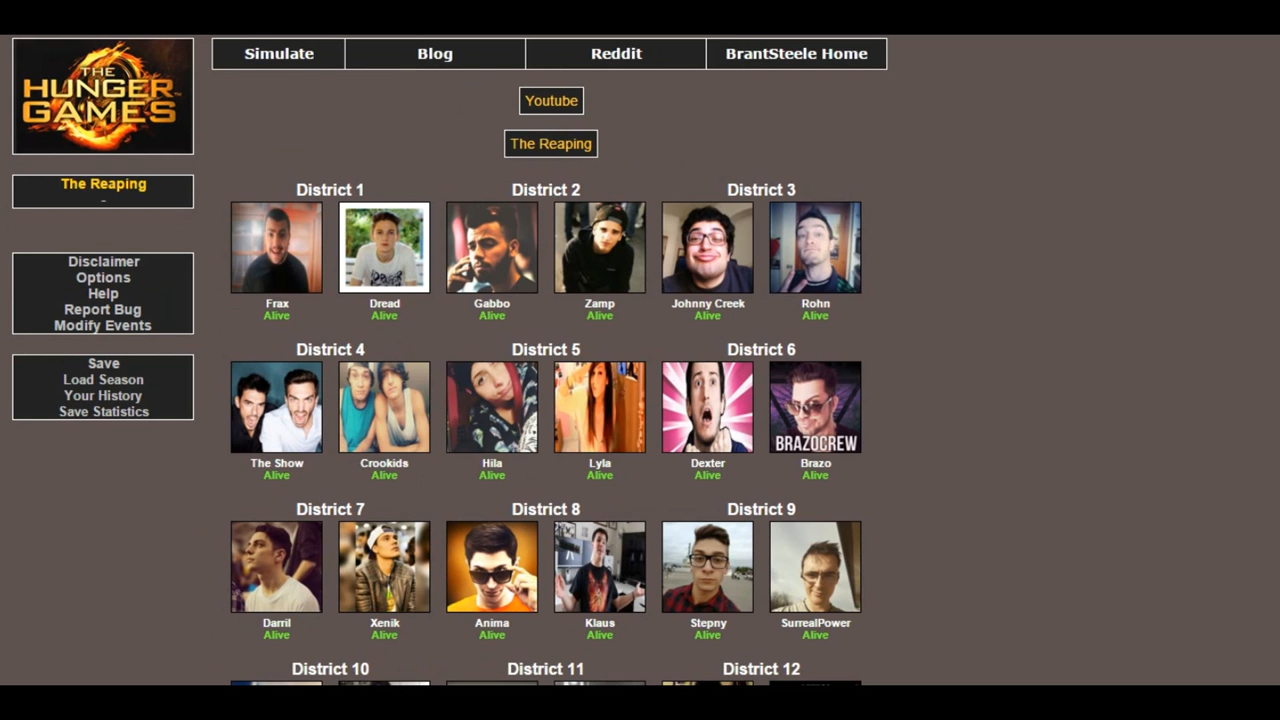 THE
HUNGER
GAMES
Simulate
Blog
Reddit
BrantSteele Home
Youtube
The Reaping
The Reaping
-
Disclaimer
Options
Help
Report Bug
Modify Events
Save
Load Season
Your History
Save Statistics
District 1
District 2
District 3
Frax
Dread
Gabbo
Zamp
Johnny Creek
Rohn
Alive
Alive
Alive
Alive
Alive
Alive
District 4
District 5
District 6
BRAZOCREW
The Show
Crookids
Hila
Lyla
Dexter
Brazo
Alive
Alive
Alive
Alive
Alive
Alive
District 7
District 8
District 9
Darril
Xenik
Anima
Klaus
Stepny
SurrealPower
Alive
Alive
Alive
Alive
Alive
Alive
District 10
District 11
District 12